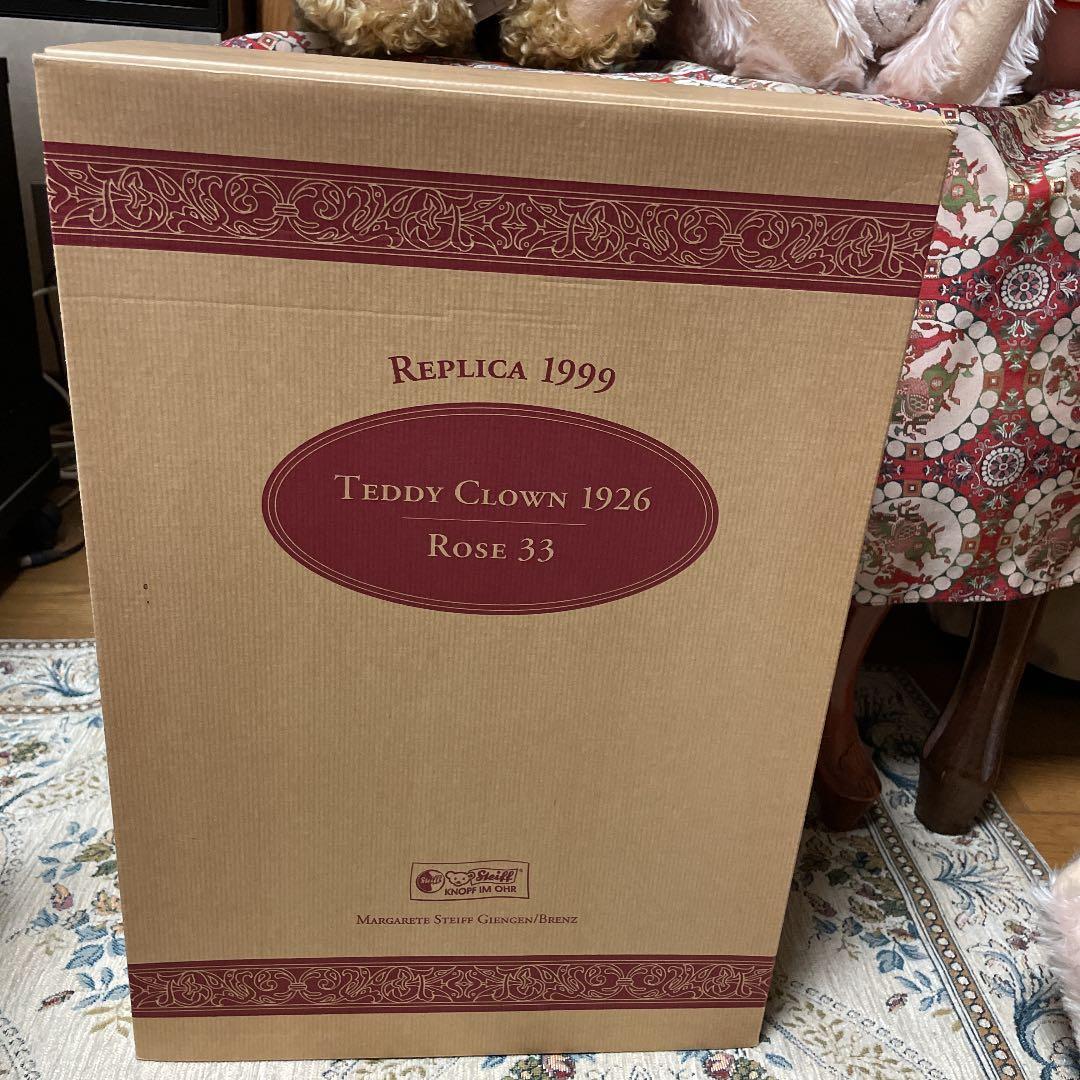 REPLICA 1999
TEDDY CLOWN 1926
ROSE 33
Steiff Steiff®
KNOPF IM OHR
MARGARETE STEIFF GIENGEN/BRENZ